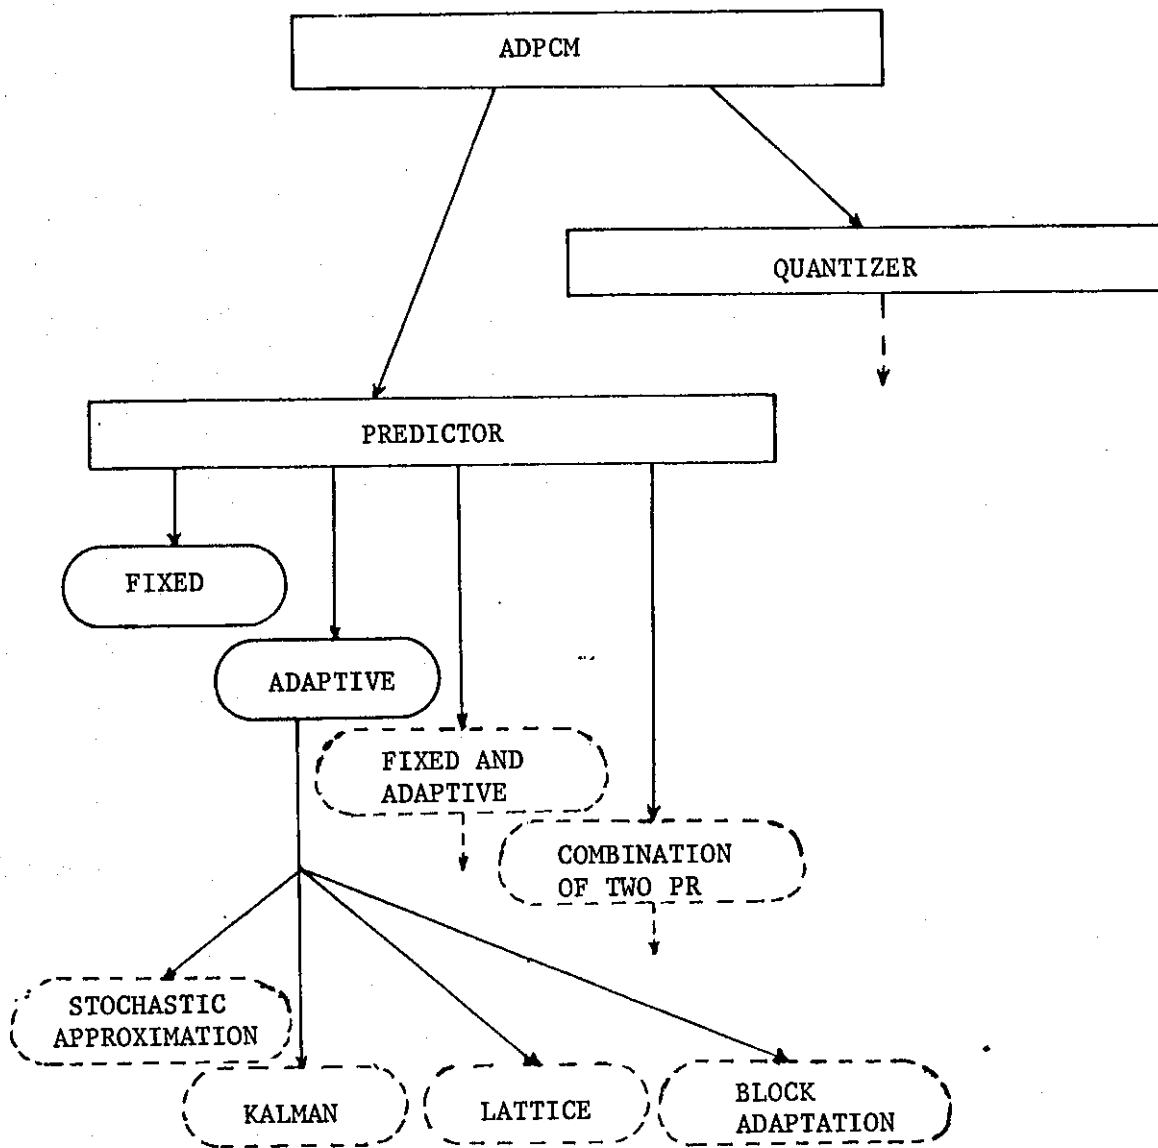 ADPCM
QUANTIZER
PREDICTOR
FIXED
ADAPTIVE
FIXED AND
ADAPTIVE
COMBINATION
OF TWO PR
STOCHASTIC
APPROXIMATION
KALMAN
LATTICE
BLOCK
ADAPTATION